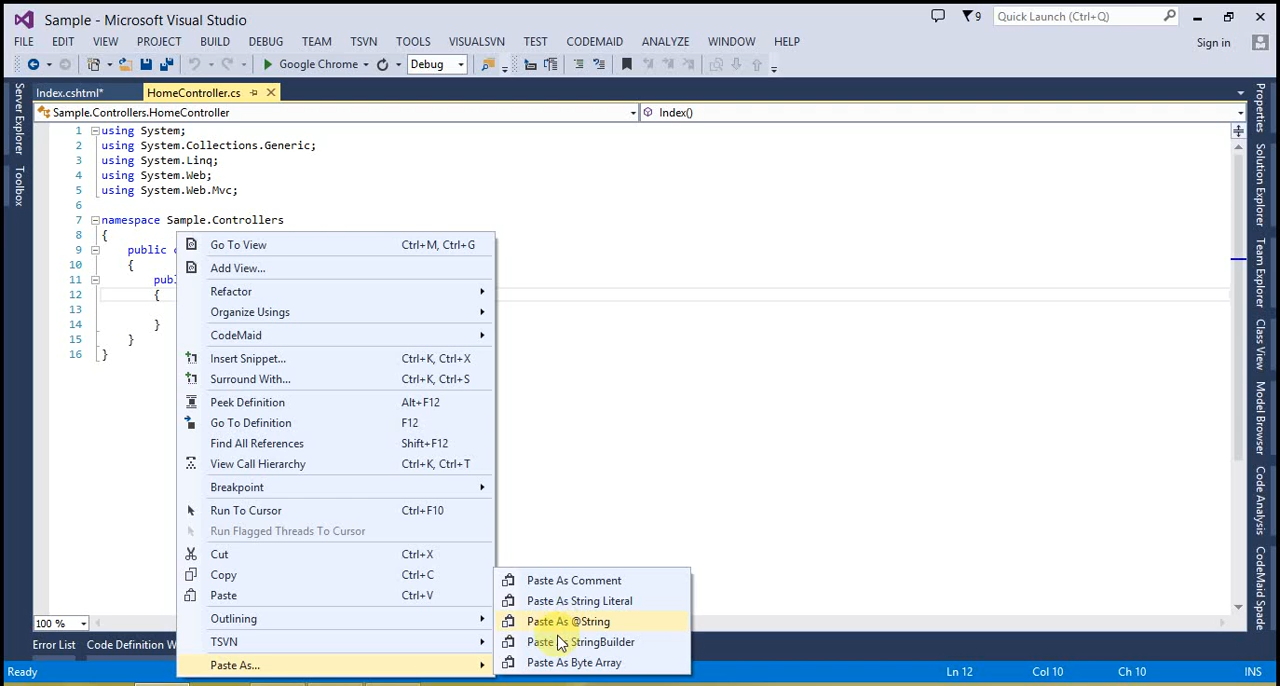 Sample - Microsoft Visual Studio
9
Quick Launch (Ctrl+Q)
FILE EDIT VIEW PROJECT BUILD DEBUG TEAM TSVN TOOLS VISUALSVN TEST CODEMAID ANALYZE WINDOW HELP
Sign in
Google Chrome
Debug
Index.cshtml*
HomeController.cs
Sample.Controllers.HomeController
Index()
Server Explorer
Toolbox
1 using System;
2 using System.Collections.Generic;
3 using System.Linq;
4 using System.Web;
5 using System.Web.Mvc;
6
7 namespace Sample.Controllers
8 {
9 public
10 {
11
12 {
13
14 }
15 }
16 }
Go To View Ctrl+M, Ctrl+G
Add View...
Refactor
Organize Usings
CodeMaid
Insert Snippet... Ctrl+K, Ctrl+X
Surround With... Ctrl+K, Ctrl+S
Peek Definition Alt+F12
Go To Definition F12
Find All References Shift+F12
View Call Hierarchy Ctrl+K, Ctrl+T
Breakpoint
Run To Cursor Ctrl+F10
Run Flagged Threads To Cursor
Cut Ctrl+X
Copy Ctrl+C
Paste Ctrl+V
Outlining
TSVN
Paste As...
Paste As Comment
Paste As String Literal
Paste As @String
Paste As StringBuilder
Paste As Byte Array
Properties
Solution Explorer
Team Explorer
Class View
Model Browser
Code Analysis
CodeMaid Spade
100 %
Error List
Code Definition
Ready
Ln 12
Col 10
Ch 10
INS